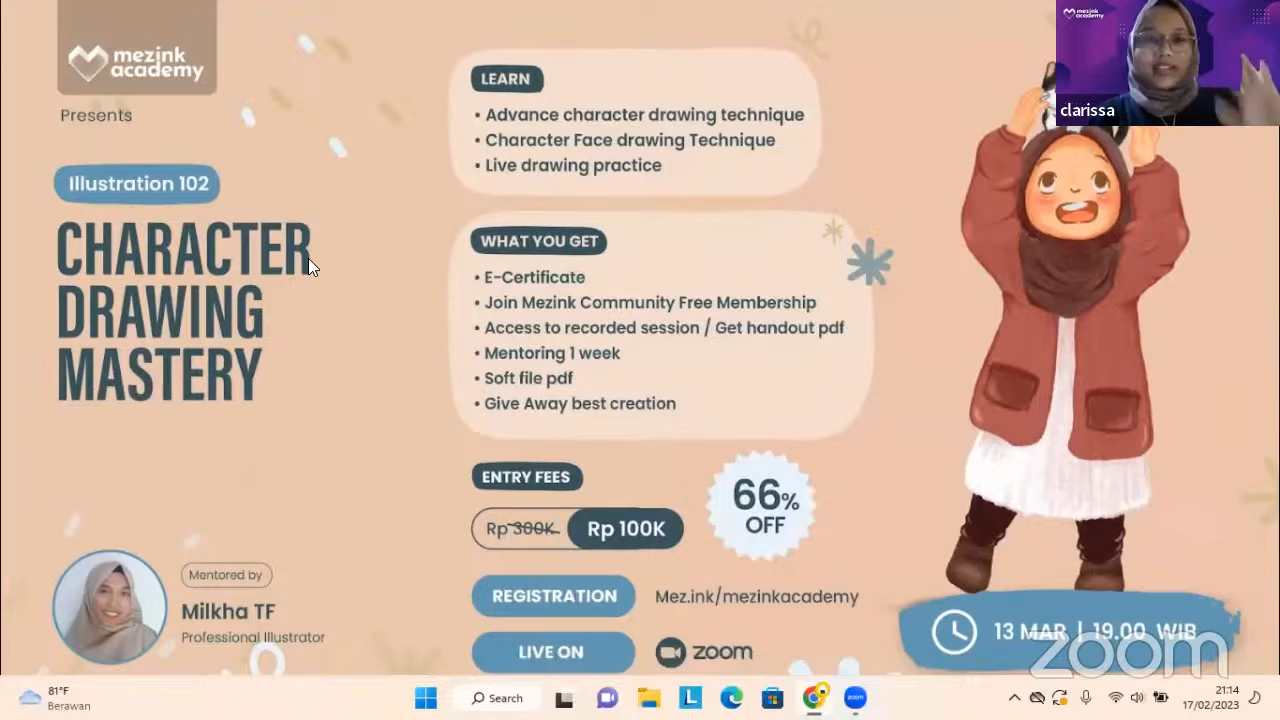 mezink
academy
Presents
Illustration 102
CHARACTER
DRAWING
MASTERY
Mentored by
Milkha TF
Professional Illustrator
LEARN
• Advance character drawing technique
• Character Face drawing Technique
• Live drawing practice
WHAT YOU GET
• E-Certificate
• Join Mezink Community Free Membership
• Access to recorded session / Get handout pdf
• Mentoring 1 week
• Soft file pdf
• Give Away best creation
ENTRY FEES
Rp 300K
Rp 100K
66%
OFF
REGISTRATION
Mez.ink/mezinkacademy
LIVE ON
zoom
mezink
academy
clarissa
13 MAR | 19.00 WIB
zoom
81°F
Berawan
Search
L
zoom
21:14
17/02/2023